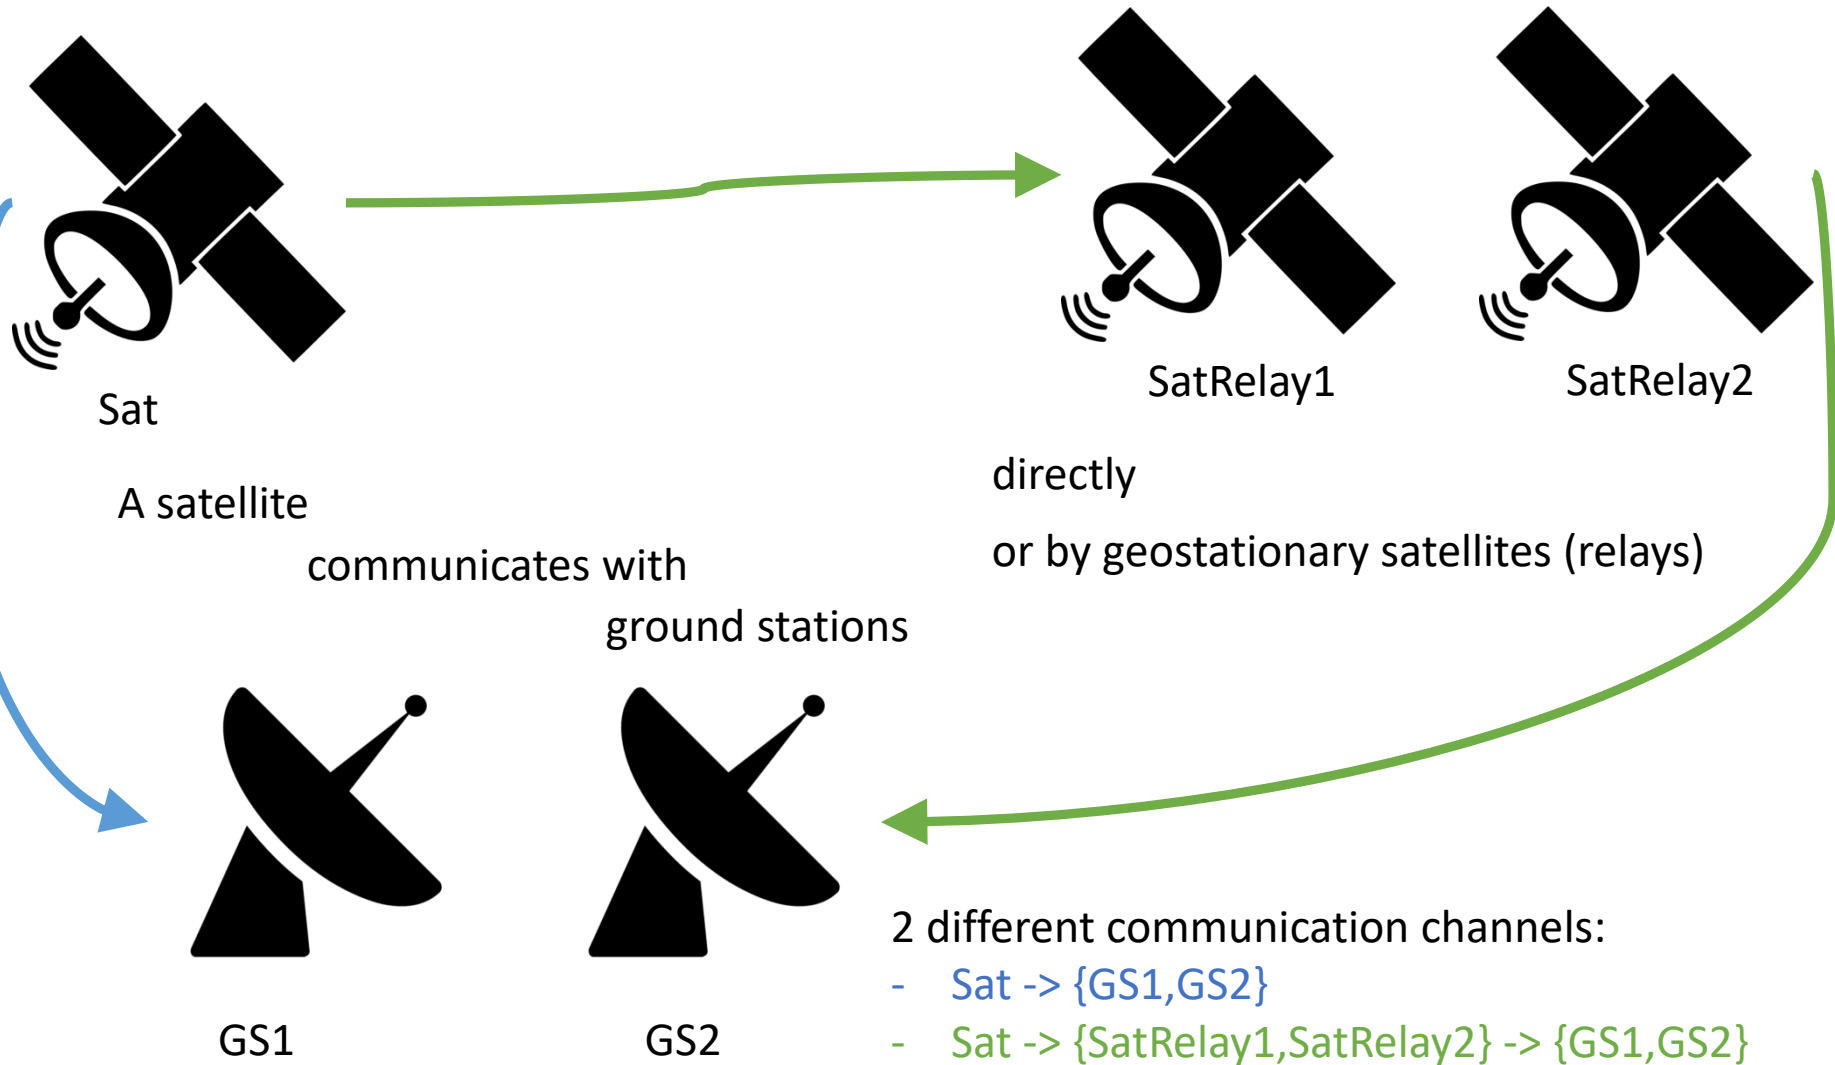 Sat
SatRelay1
SatRelay2
A satellite
communicates with
ground stations
directly
or by geostationary satellites (relays)
GS1
GS2
2 different communication channels:
- Sat -> {GS1,GS2}
- Sat -> {SatRelay1,SatRelay2} -> {GS1,GS2}